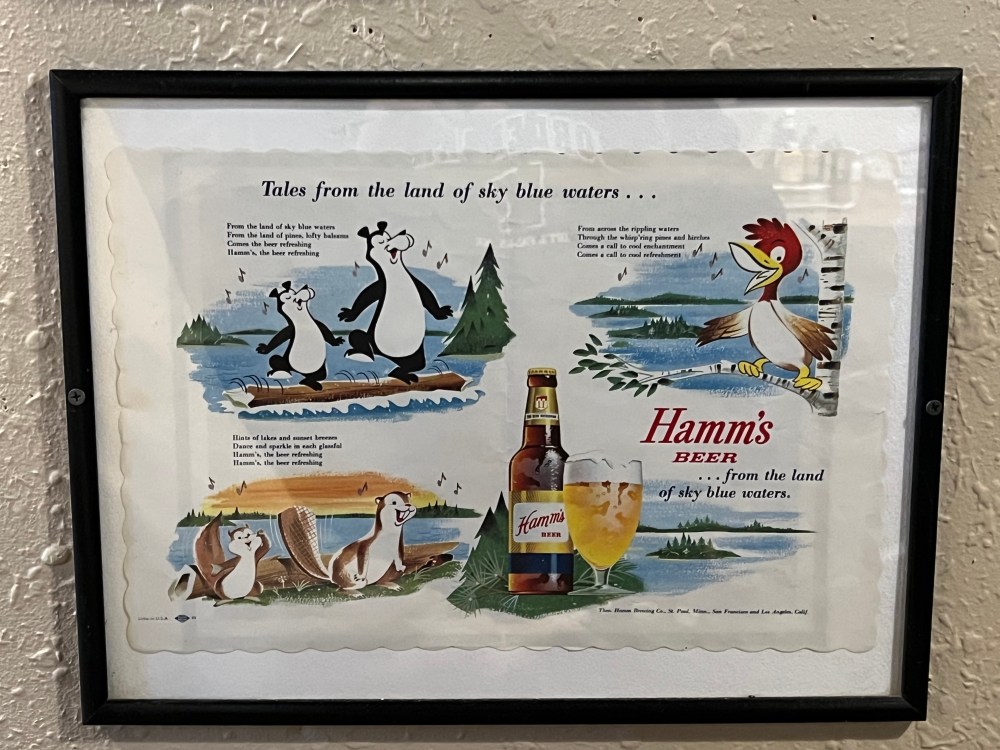 Tales from the land of sky blue waters . . .
From the land of sky blue waters
From the land of pines, lofty balsams
Comes the beer refreshing
Hamm's, the beer refreshing
From across the rippling waters
Through the whisp'ring pines and birches
Comes a call to cool enchantment
Comes a call to cool refreshment
Hints of lakes and sunset breezes
Dance and sparkle in each glassful
Hamm's, the beer refreshing
Hamm's, the beer refreshing
Hamm's
BEER
. . . from the land
of sky blue waters.
Hamm's
BEER
Theo. Hamm Brewing Co., St. Paul, Minn., San Francisco and Los Angeles, Calif.